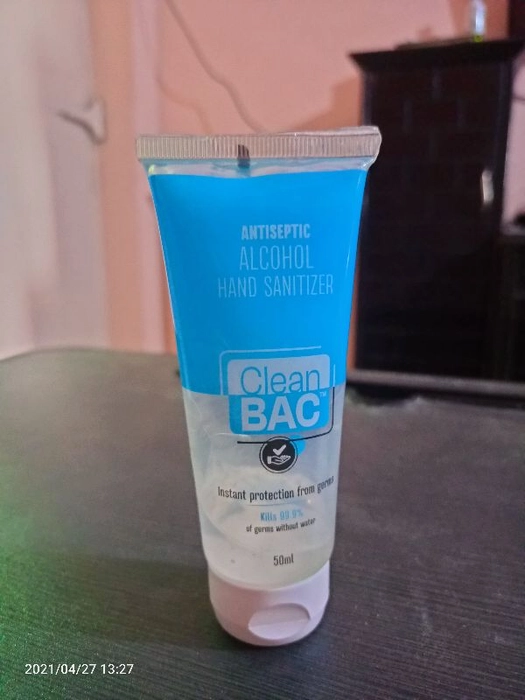 ANTISEPTIC
ALCOHOL
HAND SANITIZER
Clean
BAC™
Instant protection from germs
Kills 99.9%
of germs without water
50ml
2021/04/27 13:27